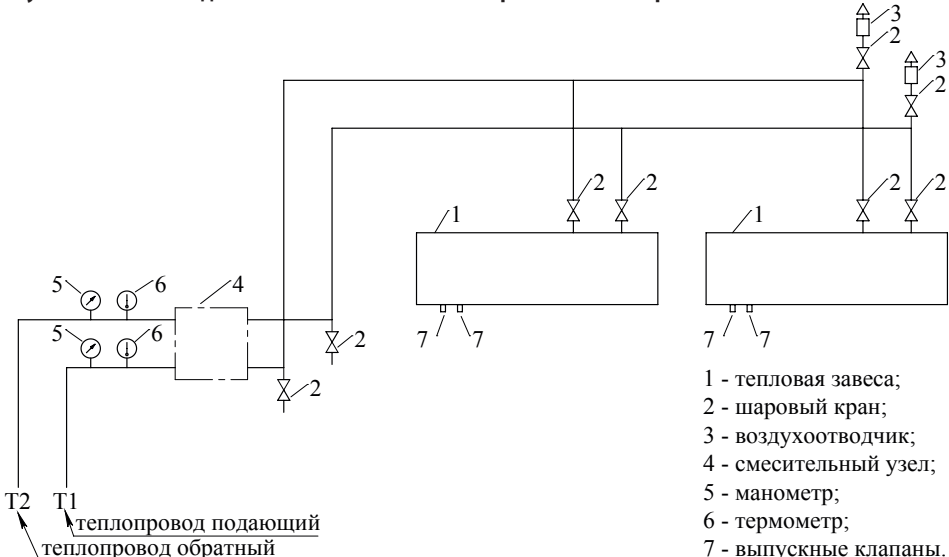 3
2
3
2
2
2
2
2
1
1
5
6
4
5
6
2
2
7
7
7
7
1 - тепловая завеса;
2 - шаровый кран;
3 - воздухоотводчик;
4 - смесительный узел;
5 - манометр;
6 - термометр;
7 - выпускные клапаны.
T2
T1
теплопровод подающий
теплопровод обратный